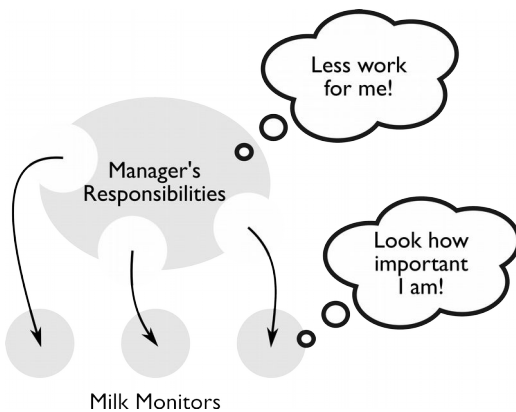 Less work
for me!
Manager's
Responsibilities
Look how
important
I am!
Milk Monitors